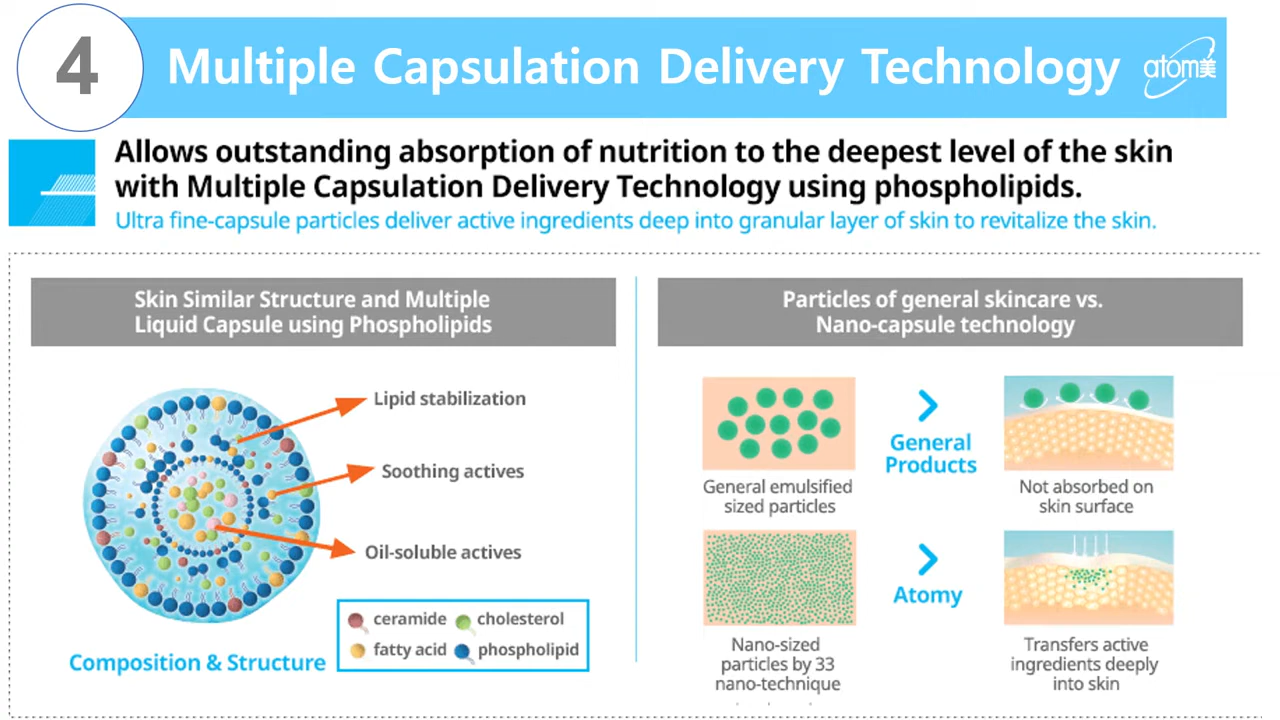 4
Multiple Capsulation Delivery Technology
atom美
Allows outstanding absorption of nutrition to the deepest level of the skin
with Multiple Capsulation Delivery Technology using phospholipids.
Ultra fine-capsule particles deliver active ingredients deep into granular layer of skin to revitalize the skin.
Skin Similar Structure and Multiple
Liquid Capsule using Phospholipids
Lipid stabilization
Soothing actives
Oil-soluble actives
ceramide cholesterol
fatty acid phospholipid
Composition & Structure
Particles of general skincare vs.
Nano-capsule technology
General emulsified
sized particles
General
Products
Not absorbed on
skin surface
Nano-sized
particles by 33
nano-technique
Atomy
Transfers active
ingredients deeply
into skin